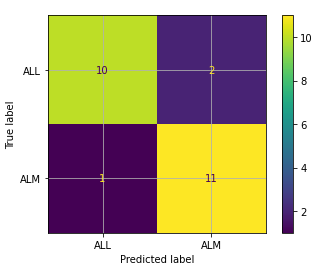 10
ALL 10 2
8
True label
6
4
ALM 1 11
2
ALL ALM
Predicted label